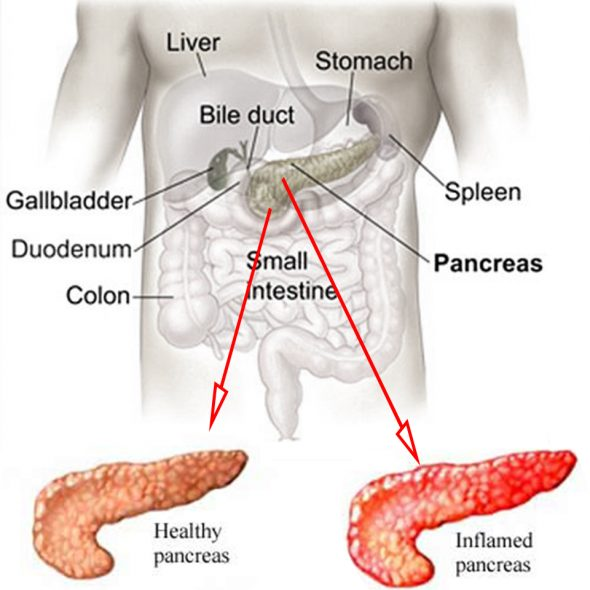 Liver
Stomach
Bile duct
Gallbladder
Spleen
Duodenum
Pancreas
Small
Intestine
Colon
Healthy
pancreas
Inflamed
pancreas